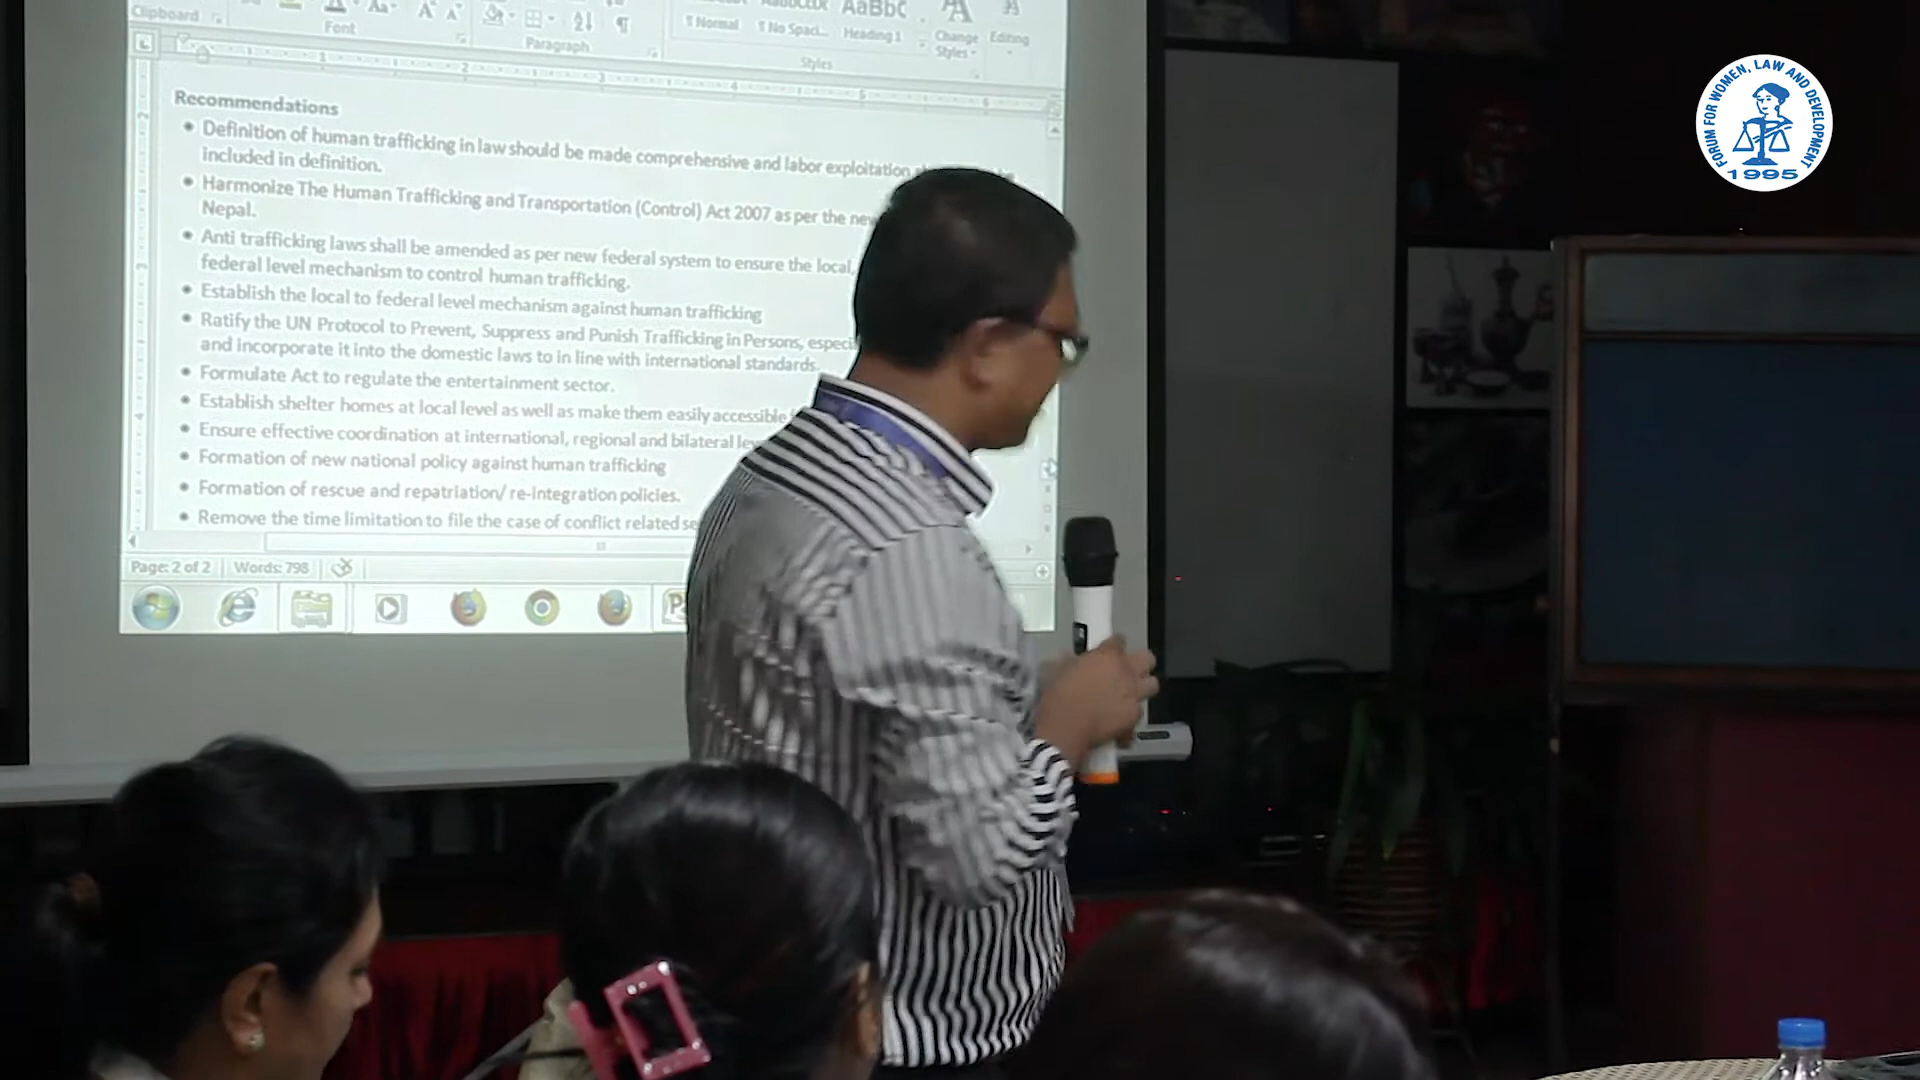 Clipboard
Font
Paragraph
Styles
AaBbC
Normal
No Spaci...
Heading 1
Change
Styles
Editing
1 2 3 4 5 6
Recommendations
Definition of human trafficking in law should be made comprehensive and labor exploitation
included in definition.
Harmonize The Human Trafficking and Transportation (Control) Act 2007 as per the
Nepal.
Anti trafficking laws shall be amended as per new federal system to ensure the local,
federal level mechanism to control human trafficking.
Establish the local to federal level mechanism against human trafficking
Ratify the UN Protocol to Prevent, Suppress and Punish Trafficking in Persons,
and incorporate it into the domestic laws to in line with international standards.
Formulate Act to regulate the entertainment sector.
Establish shelter homes at local level as well as make them easily accessible
Ensure effective coordination at international, regional and bilateral
Formation of new national policy against human trafficking
Formation of rescue and repatriation/ re-integration policies.
Remove the time limitation to file the case of conflict related
Page: 2 of 2 Words: 798
FORUM FOR WOMEN, LAW AND DEVELOPMENT
1995